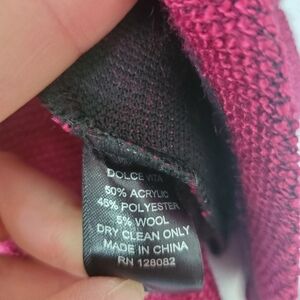 DOLCE VITA
50% ACRYLIC
45% POLYESTER
5% WOOL
DRY CLEAN ONLY
MADE IN CHINA
RN 128082